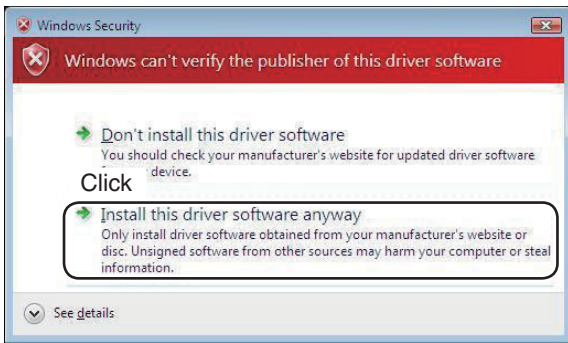 Windows Security
Windows can't verify the publisher of this driver software
Don't install this driver software
You should check your manufacturer's website for updated driver software
device.
Click
Install this driver software anyway
Only install driver software obtained from your manufacturer's website or
disc. Unsigned software from other sources may harm your computer or steal
information.
See details